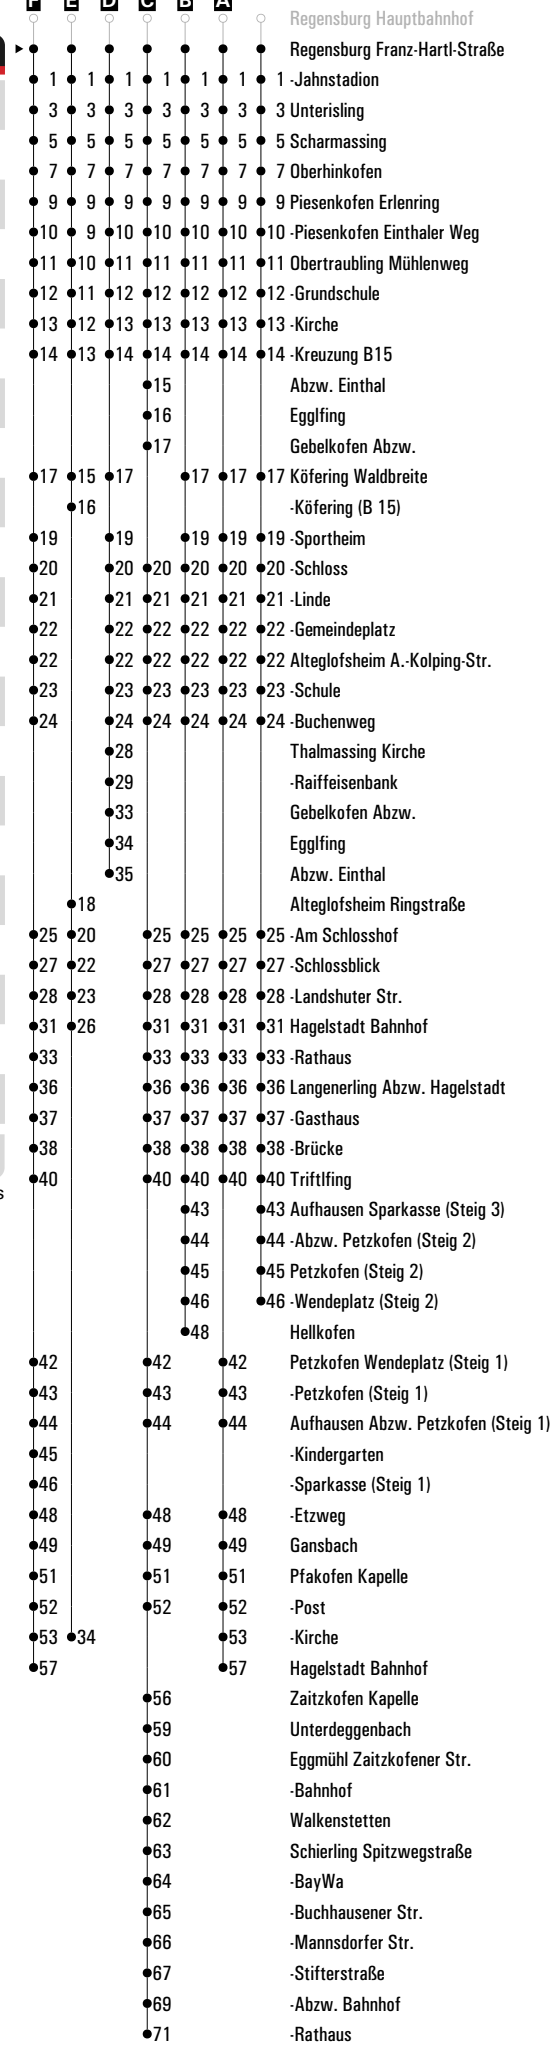 F E D C B A
Regensburg Hauptbahnhof
Regensburg Franz-Hartl-Straße
1 1 1 1 1 1 1 -Jahnstadion
3 3 3 3 3 3 3 Unterisling
5 5 5 5 5 5 5 Scharmassing
7 7 7 7 7 7 7 Oberhinkofen
9 9 9 9 9 9 9 Piesenkofen Erlenring
10 9 10 10 10 10 10 -Piesenkofen Einthaler Weg
11 10 11 11 11 11 11 Obertraubling Mühlenweg
12 11 12 12 12 12 12 -Grundschule
13 12 13 13 13 13 13 -Kirche
14 13 14 14 14 14 14 -Kreuzung B15
15 Abzw. Einthal
16 Egglfing
17 Gebelkofen Abzw.
17 15 17 17 17 17 Köfering Waldbreite
16 -Köfering (B 15)
19 19 19 19 19 -Sportheim
20 20 20 20 20 20 -Schloss
21 21 21 21 21 21 -Linde
22 22 22 22 22 22 -Gemeindeplatz
22 22 22 22 22 22 Alteglofsheim A.-Kolping-Str.
23 23 23 23 23 23 -Schule
24 24 24 24 24 24 -Buchenweg
28 Thalmassing Kirche
29 -Raiffeisenbank
33 Gebelkofen Abzw.
34 Egglfing
35 Abzw. Einthal
18 Alteglofsheim Ringstraße
25 20 25 25 25 25 -Am Schlosshof
27 22 27 27 27 27 -Schlossblick
28 23 28 28 28 28 -Landshuter Str.
31 26 31 31 31 31 Hagelstadt Bahnhof
33 33 33 33 33 -Rathaus
36 36 36 36 36 Langenerling Abzw. Hagelstadt
37 37 37 37 37 -Gasthaus
38 38 38 38 38 -Brücke
40 40 40 40 40 Triftlfing
43 43 Aufhausen Sparkasse (Steig 3)
44 44 -Abzw. Petzkofen (Steig 2)
45 45 Petzkofen (Steig 2)
46 46 -Wendeplatz (Steig 2)
48 Hellkofen
42 42 42 Petzkofen Wendeplatz (Steig 1)
43 43 43 -Petzkofen (Steig 1)
44 44 44 Aufhausen Abzw. Petzkofen (Steig 1)
45 -Kindergarten
46 -Sparkasse (Steig 1)
48 48 48 -Etzweg
49 49 49 Gansbach
51 51 51 Pfakofen Kapelle
52 52 52 -Post
53 34 53 -Kirche
57 57 Hagelstadt Bahnhof
56 Zaitzkofen Kapelle
59 Unterdeggenbach
60 Eggmühl Zaitzkofener Str.
61 -Bahnhof
62 Walkenstetten
63 Schierling Spitzwegstraße
64 -BayWa
65 -Buchhausener Str.
66 -Mannsdorfer Str.
67 -Stifterstraße
69 -Abzw. Bahnhof
71 -Rathaus